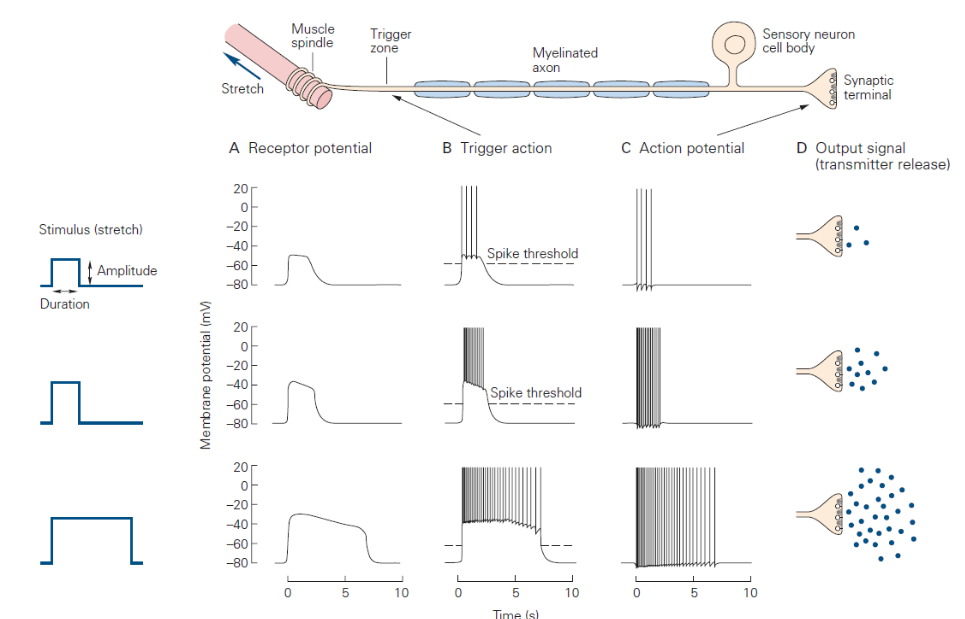 Muscle
spindle
Trigger
zone
Myelinated
axon
Sensory neuron
cell body
Stretch
Synaptic
terminal
A Receptor potential
B Trigger action
C Action potential
D Output signal
(transmitter release)
Stimulus (stretch)
Amplitude
Duration
Membrane potential (mV)
20
0
–20
–40
–60
–80
Spike threshold
20
0
–20
–40
–60
–80
Spike threshold
20
0
–20
–40
–60
–80
0 5 10
0 5 10
0 5 10
Time (s)